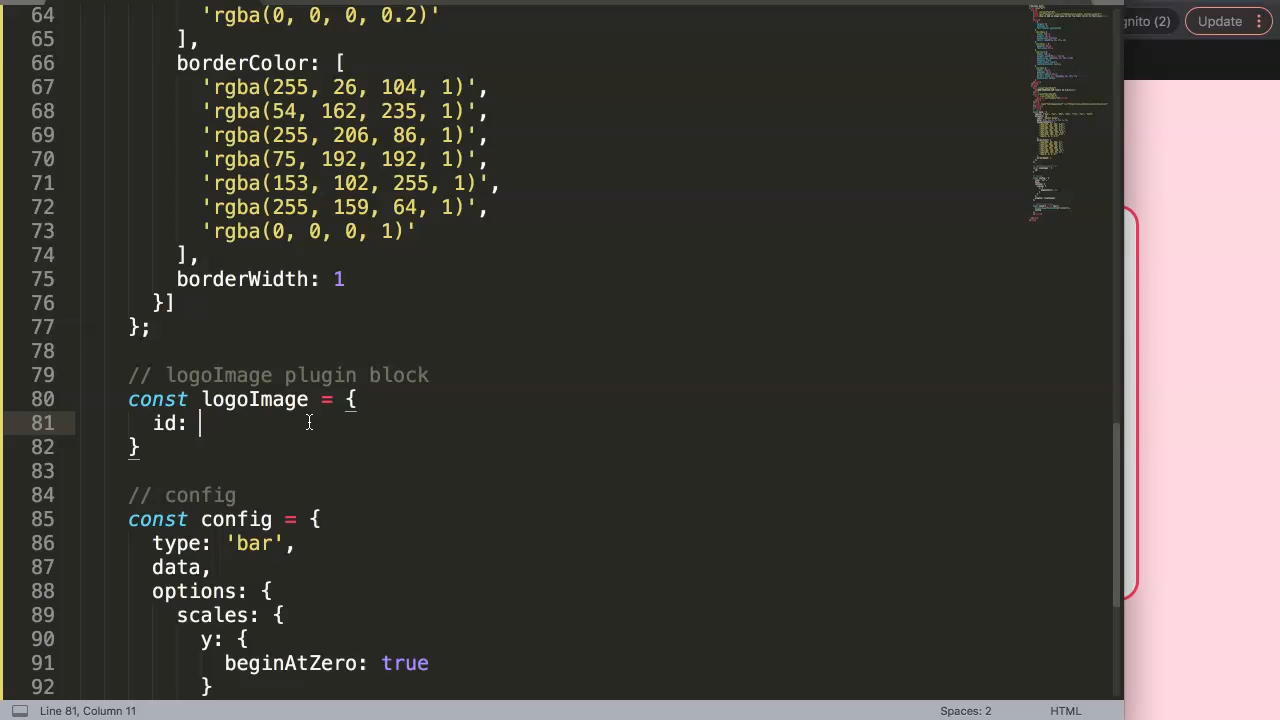 64 'rgba(0, 0, 0, 0.2)'
65 ],
66 borderColor: [
67 'rgba(255, 26, 104, 1)',
68 'rgba(54, 162, 235, 1)',
69 'rgba(255, 206, 86, 1)',
70 'rgba(75, 192, 192, 1)',
71 'rgba(153, 102, 255, 1)',
72 'rgba(255, 159, 64, 1)',
73 'rgba(0, 0, 0, 1)'
74 ],
75 borderWidth: 1
76 }]
77 };
78
79 // logoImage plugin block
80 const logoImage = {
81 id:
82 }
83
84 // config
85 const config = {
86 type: 'bar',
87 data,
88 options: {
89 scales: {
90 y: {
91 beginAtZero: true
92 }
Line 81, Column 11
Spaces: 2
HTML
gnito (2)
Update